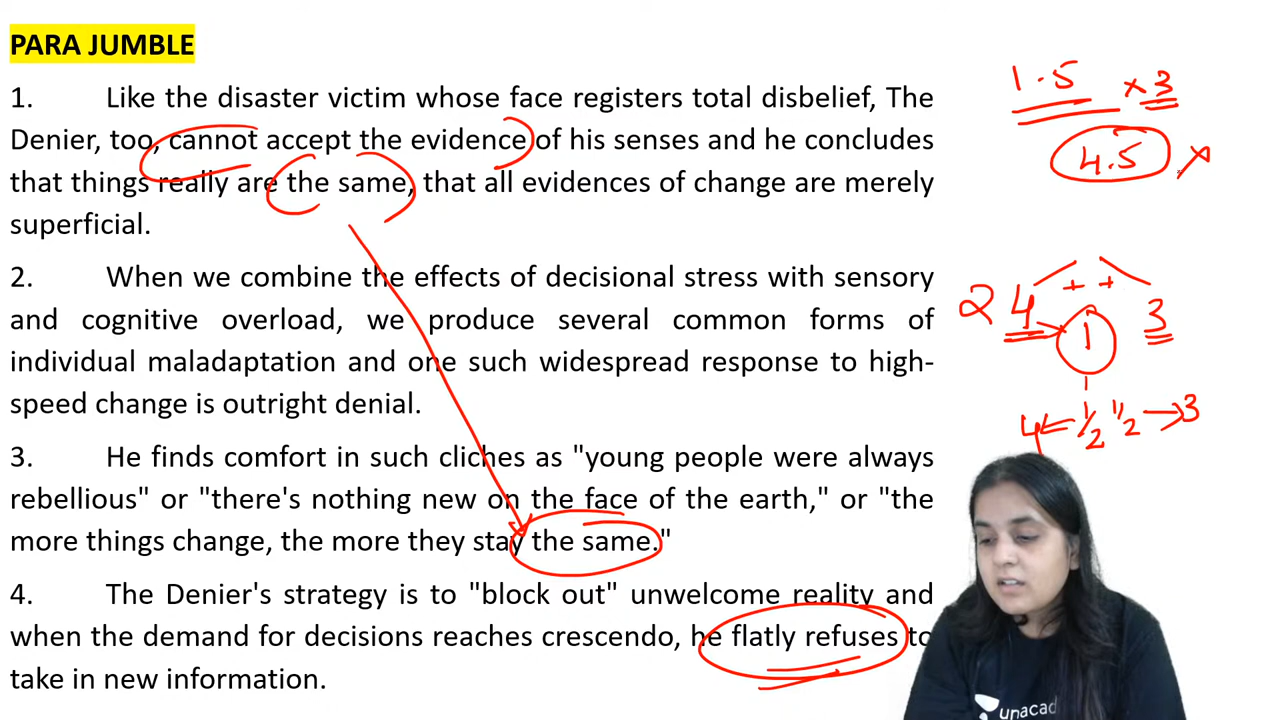 PARA JUMBLE
1. Like the disaster victim whose face registers total disbelief, The
Denier, too, cannot accept the evidence of his senses and he concludes
that things really are the same, that all evidences of change are merely
superficial.
2. When we combine the effects of decisional stress with sensory
and cognitive overload, we produce several common forms of
individual maladaptation and one such widespread response to high-
speed change is outright denial.
3. He finds comfort in such cliches as "young people were always
rebellious" or "there's nothing new on the face of the earth," or "the
more things change, the more they stay the same."
4. The Denier's strategy is to "block out" unwelcome reality and
when the demand for decisions reaches crescendo, he flatly refuses to
take in new information.
1.5 ×3
4.5 ×
+ +
2 4 1 3
4 1/2 1/2 3
unacad